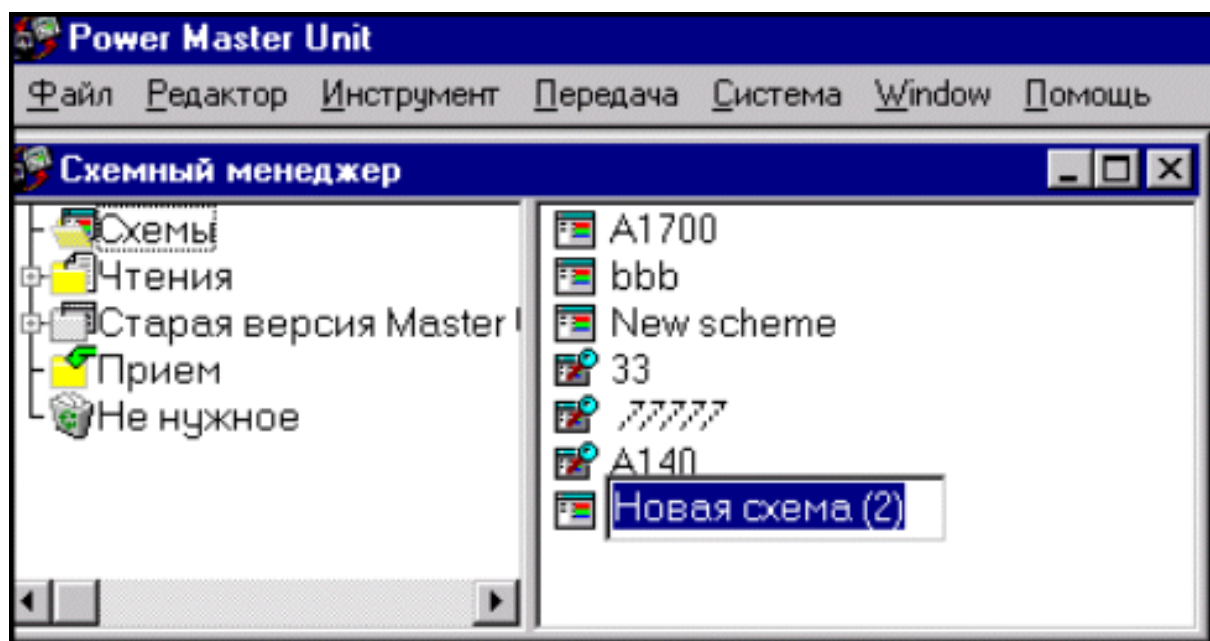 Power Master Unit
Файл Редактор Инструмент Передача Система Window Помощь
Схемный менеджер
Схемы
Чтения
Старая версия Master
Прием
Не нужное
A1700
bbb
New scheme
33
77777
A140
Новая схема (2)